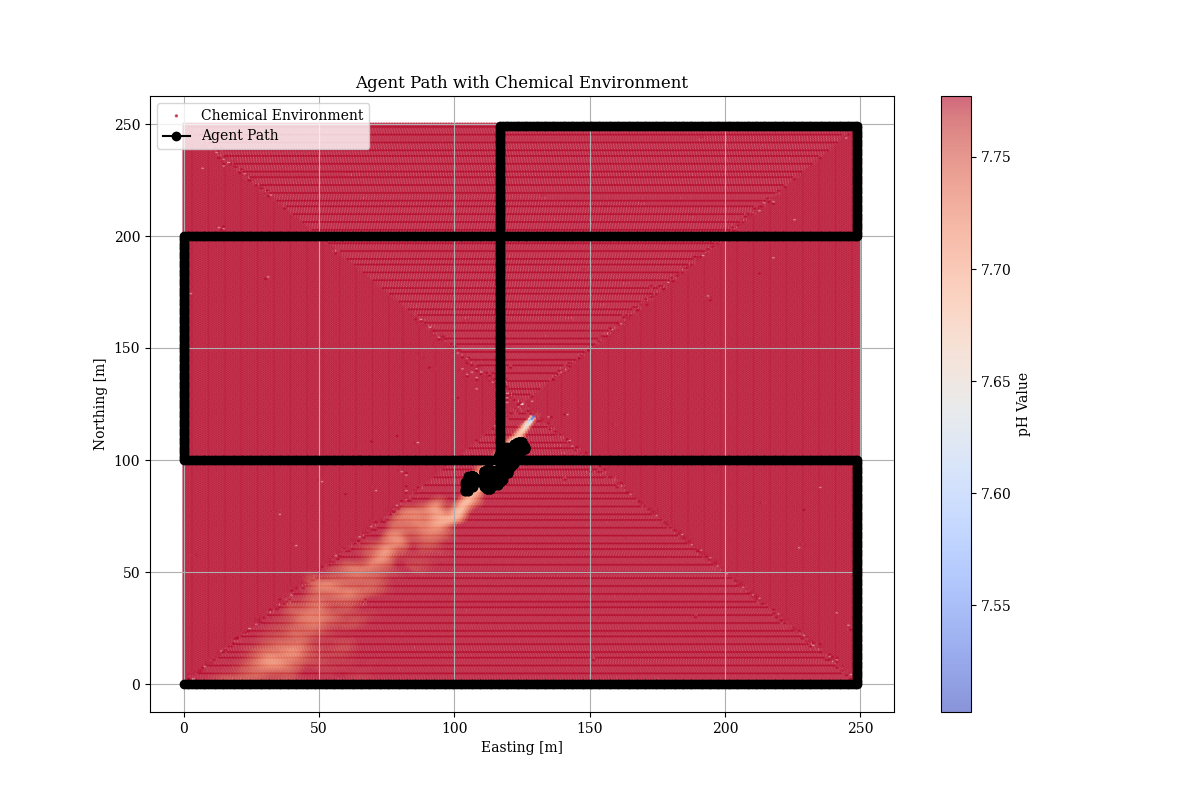 Agent Path with Chemical Environment
Chemical Environment
Agent Path
250
200
150
100
50
0
Northing [m]
0 50 100 150 200 250
Easting [m]
7.75
7.70
7.65
7.60
7.55
pH Value